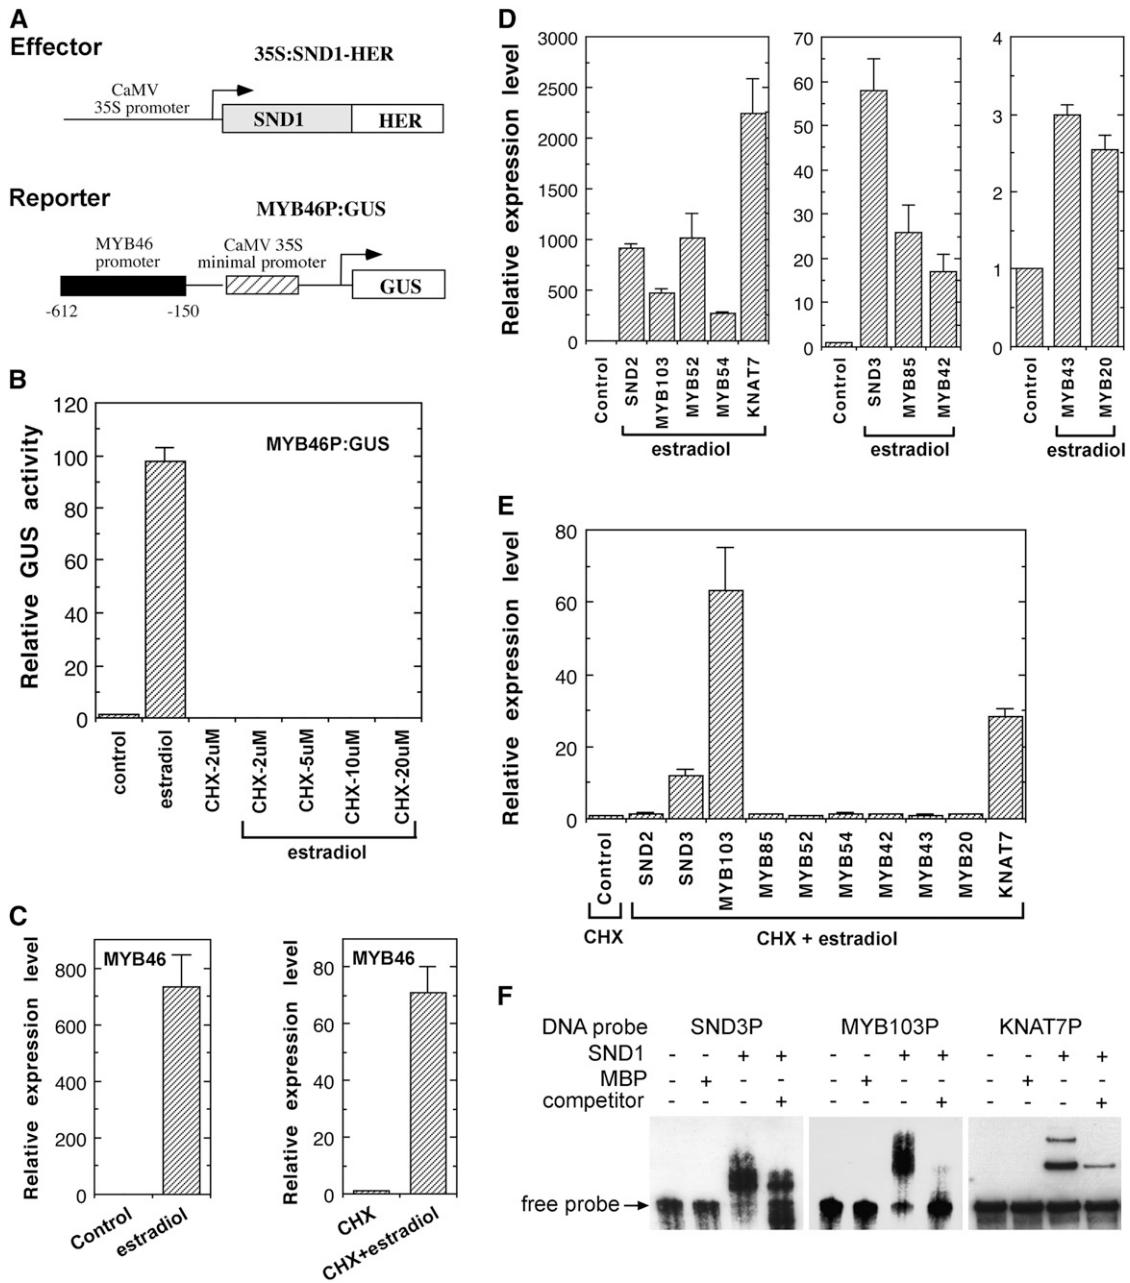 A
Effector
35S:SND1-HER
CaMV
35S promoter
SND1
HER
Reporter
MYB46P:GUS
MYB46
promoter
CaMV 35S
minimal promoter
GUS
-612
-150
B
120
100
80
60
40
20
0
Relative GUS activity
MYB46P:GUS
control
estradiol
CHX-2uM
CHX-2uM
CHX-5uM
CHX-10uM
CHX-20uM
estradiol
C
Relative expression level
800
600
400
200
0
MYB46
Control
estradiol
Relative expression level
80
60
40
20
0
MYB46
CHX
CHX+estradiol
D
Relative expression level
3000
2500
2000
1500
1000
500
0
Control
SND2
MYB103
MYB52
MYB54
KNAT7
estradiol
70
60
50
40
30
20
10
0
Control
SND3
MYB85
MYB42
estradiol
4
3
2
1
0
Control
MYB43
MYB20
estradiol
E
Relative expression level
80
60
40
20
0
Control
SND2
SND3
MYB103
MYB85
MYB52
MYB54
MYB42
MYB43
MYB20
KNAT7
CHX
CHX + estradiol
F
DNA probe SND3P MYB103P KNAT7P
SND1 - - + + - - + + - - + +
MBP - + - - - + - - - + - -
competitor - - - + - - - + - - - +
free probe